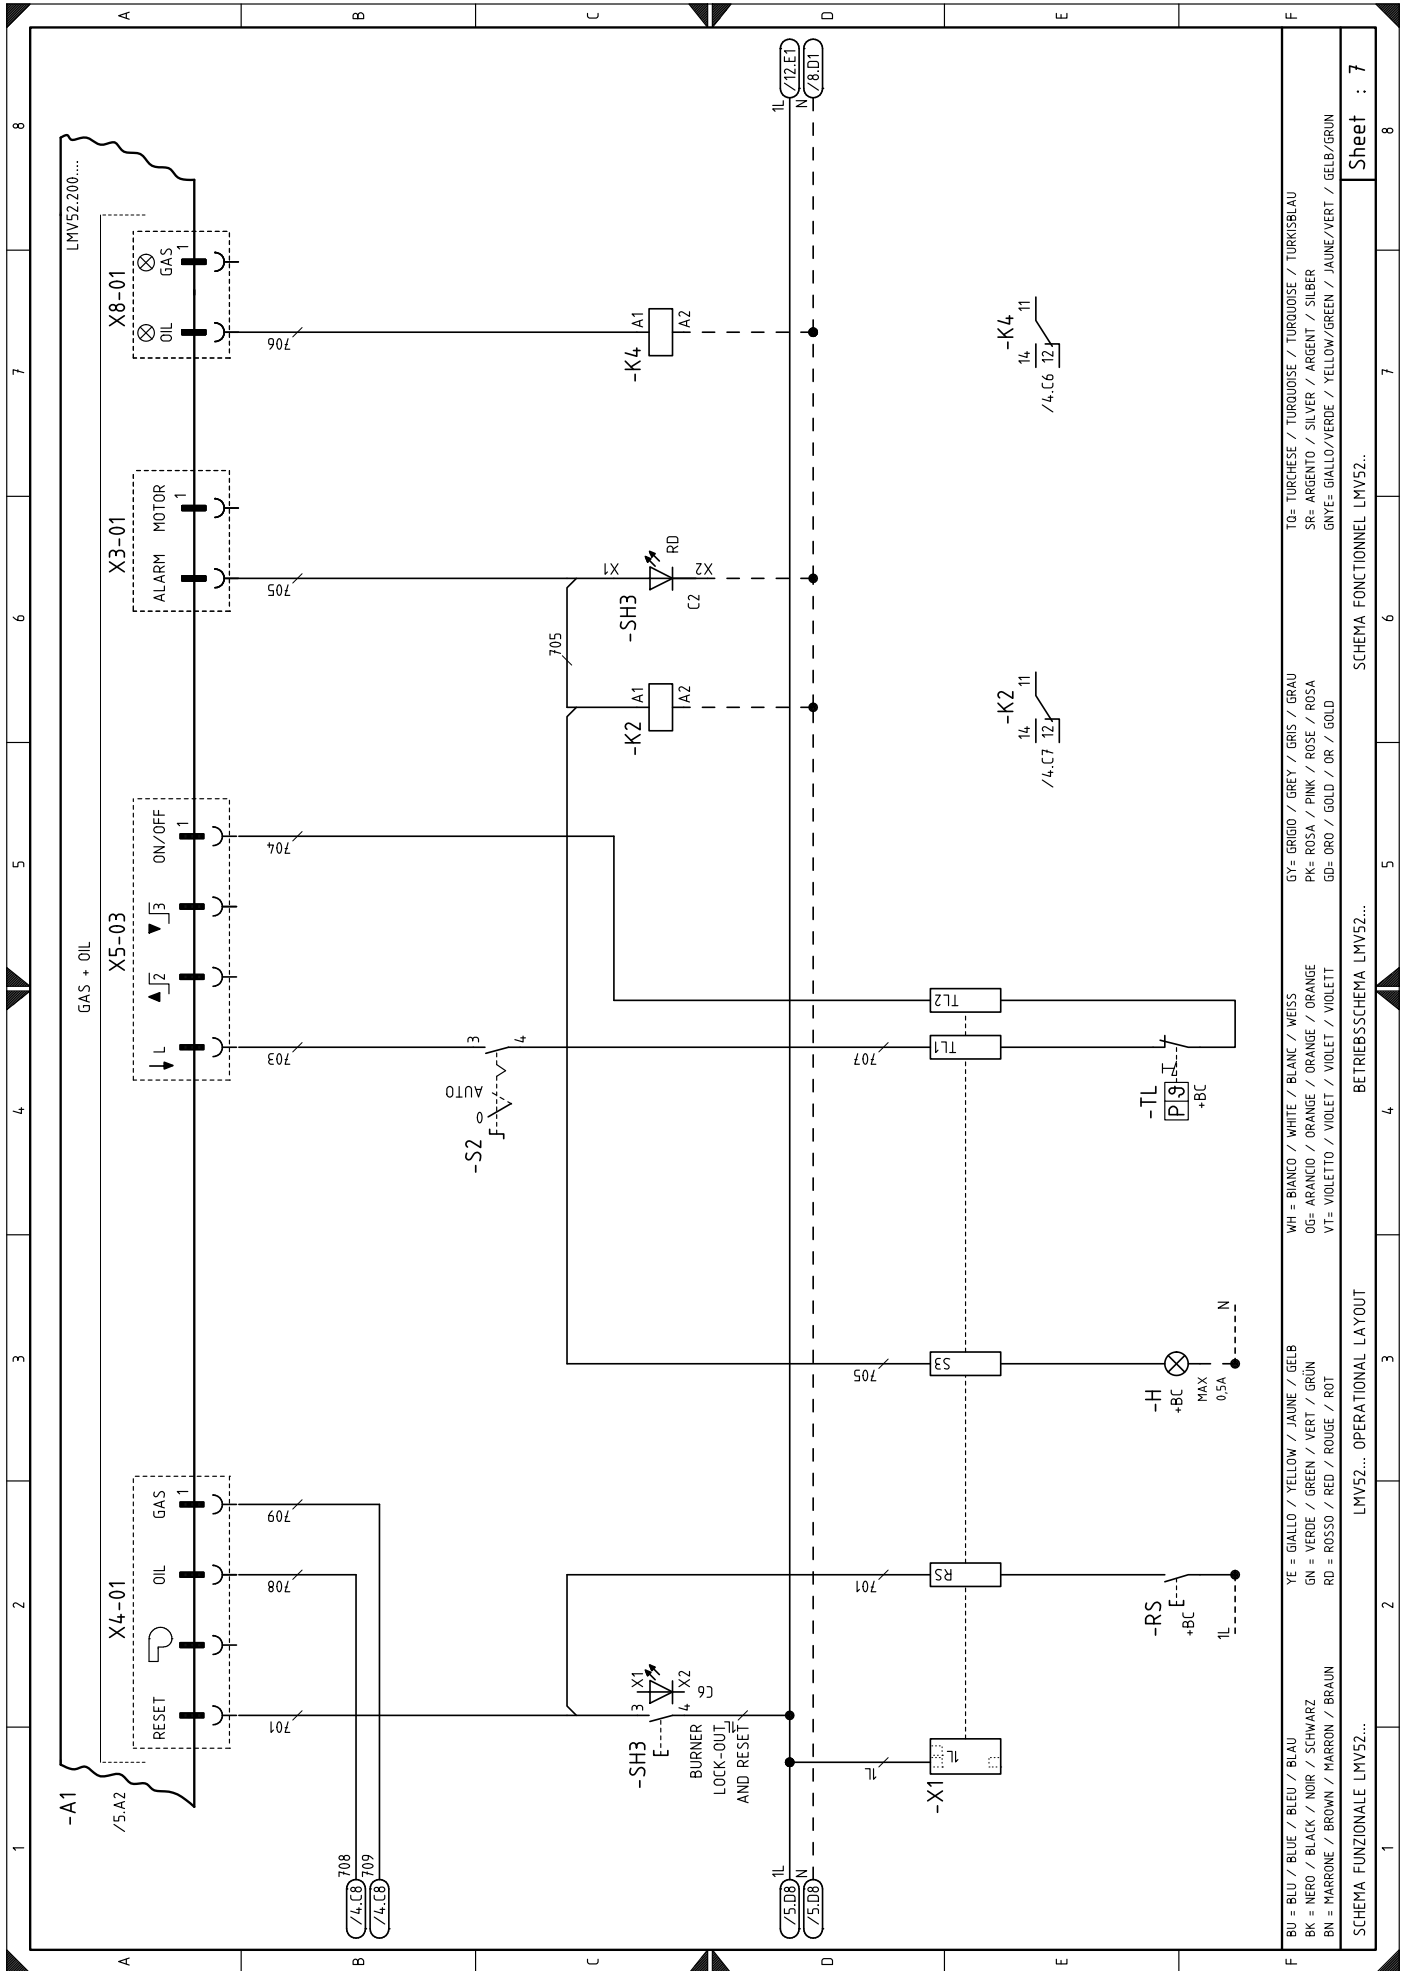 1 2 3 4 5 6 7 8
A
-A1
/5.A2
GAS + OIL
LMV52.200....
X4-01
RESET OIL GAS 1
X5-03
L 2 3 ON/OFF 1
X3-01
ALARM MOTOR 1
X8-01
OIL GAS 1
B
701 708 709 703 704 705 706
/4.C8 708
/4.C8 709
-S2
0 AUTO
3
4
C
705
-SH3
3 X1
4 X2
C6
BURNER
LOCK-OUT
AND RESET
1L
-K2
A1
A2
-SH3
X1
RD
X2
C2
-K4
A1
A2
D
/5.D8 1L
/5.D8 N
1L /12.E1
N /8.D1
1L 701 705 707
-X1
1L RS S3 TL1 TL2
E
-K2
14 11
/4.C7 12
-K4
14 11
/4.C6 12
-RS
+BC
1L
-H
+BC
MAX
0,5A
N
-TL
P ϑ
+BC
F
BU = BLU / BLUE / BLEU / BLAU
BK = NERO / BLACK / NOIR / SCHWARZ
BN = MARRONE / BROWN / MARRON / BRAUN
YE = GIALLO / YELLOW / JAUNE / GELB
GN = VERDE / GREEN / VERT / GRÜN
RD = ROSSO / RED / ROUGE / ROT
WH = BIANCO / WHITE / BLANC / WEISS
OG= ARANCIO / ORANGE / ORANGE / ORANGE
VT= VIOLETTO / VIOLET / VIOLET / VIOLETT
GY= GRIGIO / GREY / GRIS / GRAU
PK= ROSA / PINK / ROSE / ROSA
GD= ORO / GOLD / OR / GOLD
TQ= TURCHESE / TURQUOISE / TURQUOISE / TURKISBLAU
SR= ARGENTO / SILVER / ARGENT / SILBER
GNYE= GIALLO/VERDE / YELLOW/GREEN / JAUNE/VERT / GELB/GRUN
SCHEMA FUNZIONALE LMV52... LMV52... OPERATIONAL LAYOUT BETRIEBSSCHEMA LMV52... SCHEMA FONCTIONNEL LMV52.. Sheet : 7
1 2 3 4 5 6 7 8
A
B
C
D
E
F